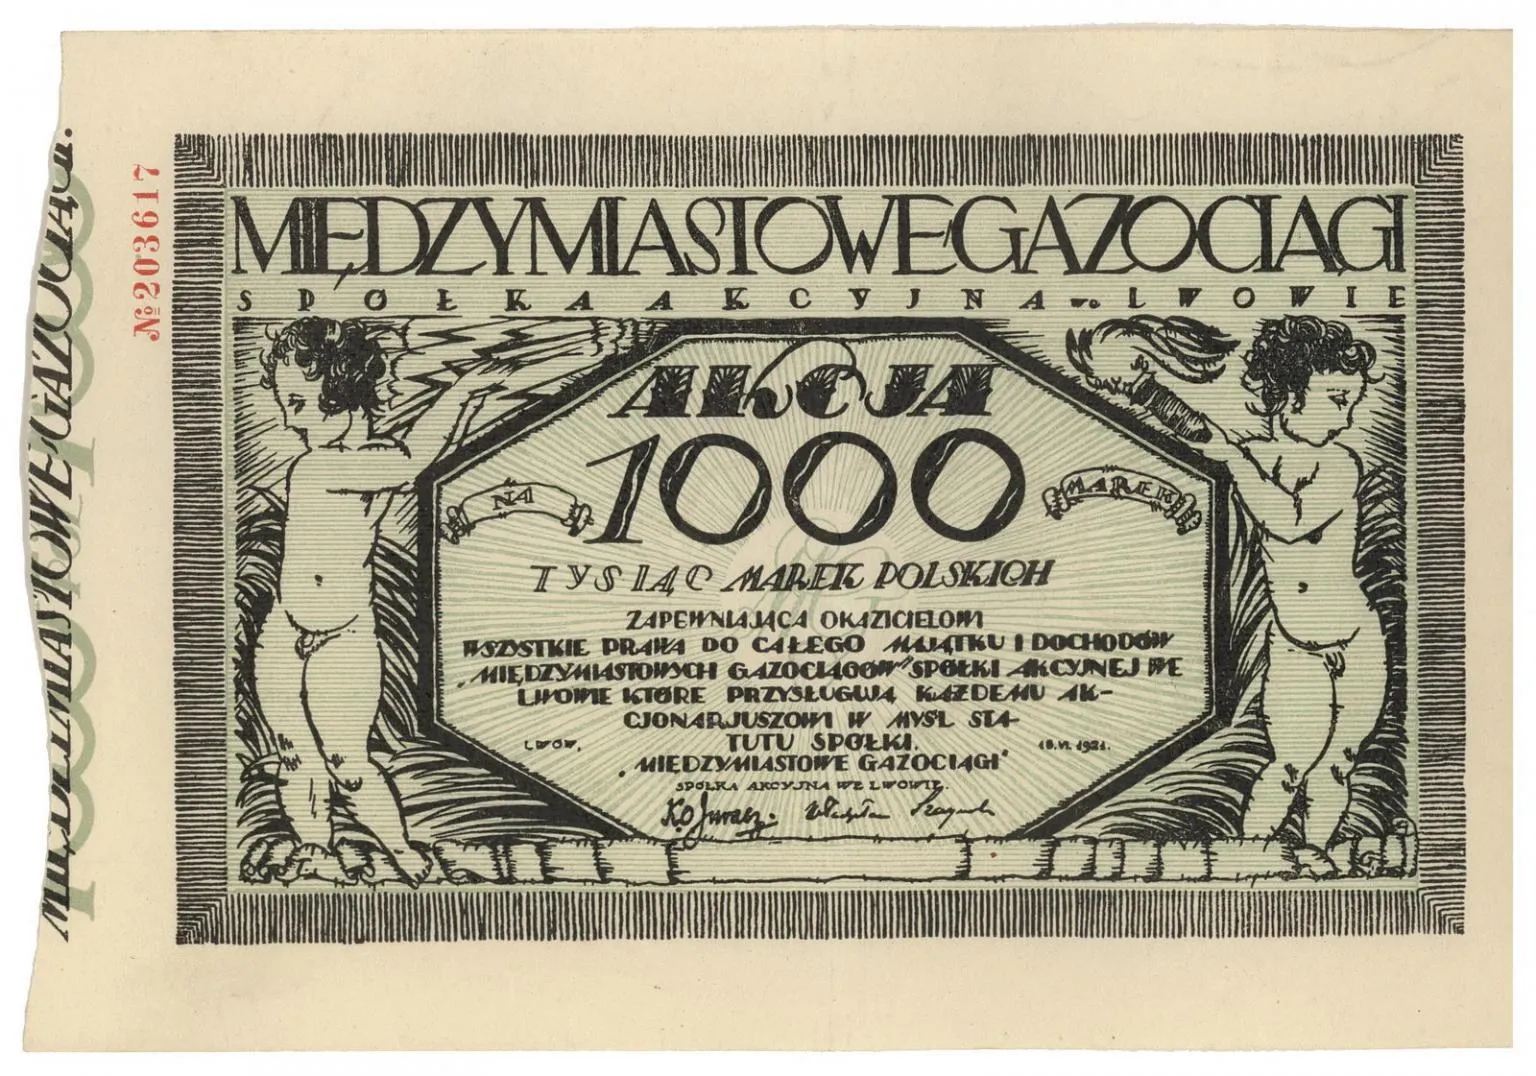 MIĘDZYMIASTOWE GAZOCIĄGI.
№ 203617
MIĘDZYMIASTOWE GAZOCIĄGI
SPÓŁKA AKCYJNA WE LWOWIE
AKCJA
NA 1000 MAREK
TYSIĄC MAREK POLSKICH
ZAPEWNIAJĄCA OKAZICIELOWI
WSZYSTKIE PRAWA DO CAŁEGO MAJĄTKU I DOCHODÓW
„MIĘDZYMIASTOWYCH GAZOCIĄGÓW" SPÓŁKI AKCYJNEJ WE
LWOWIE KTÓRE PRZYSŁUGUJĄ KAŻDEMU AK-
CJONARJUSZOWI W MYŚL STA-
LWÓW, TUTU SPÓŁKI. 18.VI.1921.
„MIĘDZYMIASTOWE GAZOCIĄGI"
SPÓŁKA AKCYJNA WE LWOWIE.